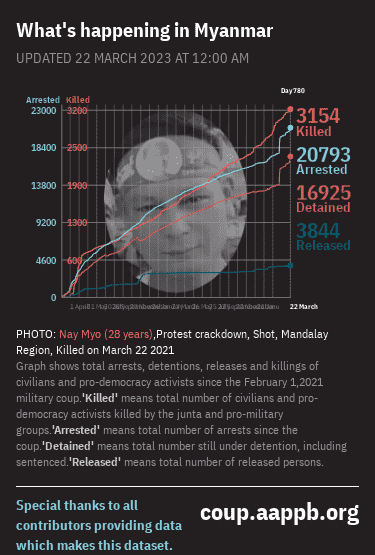 What's happening in Myanmar
UPDATED 22 MARCH 2023 AT 12:00 AM
Day780
Arrested Killed
23000 3200
3154
Killed
18400 2500
20793
Arrested
13800 1900
16925
Detained
9200 1300
3844
Released
4600 600
0
22 March
PHOTO: Nay Myo (28 years),Protest crackdown, Shot, Mandalay
Region, Killed on March 22 2021
Graph shows total arrests, detentions, releases and killings of
civilians and pro-democracy activists since the February 1,2021
military coup.'Killed' means total number of civilians and pro-
democracy activists killed by the junta and pro-military
groups.'Arrested' means total number of arrests since the
coup.'Detained' means total number still under detention, including
sentenced.'Released' means total number of released persons.
Special thanks to all
contributors providing data
which makes this dataset.
coup.aappb.org